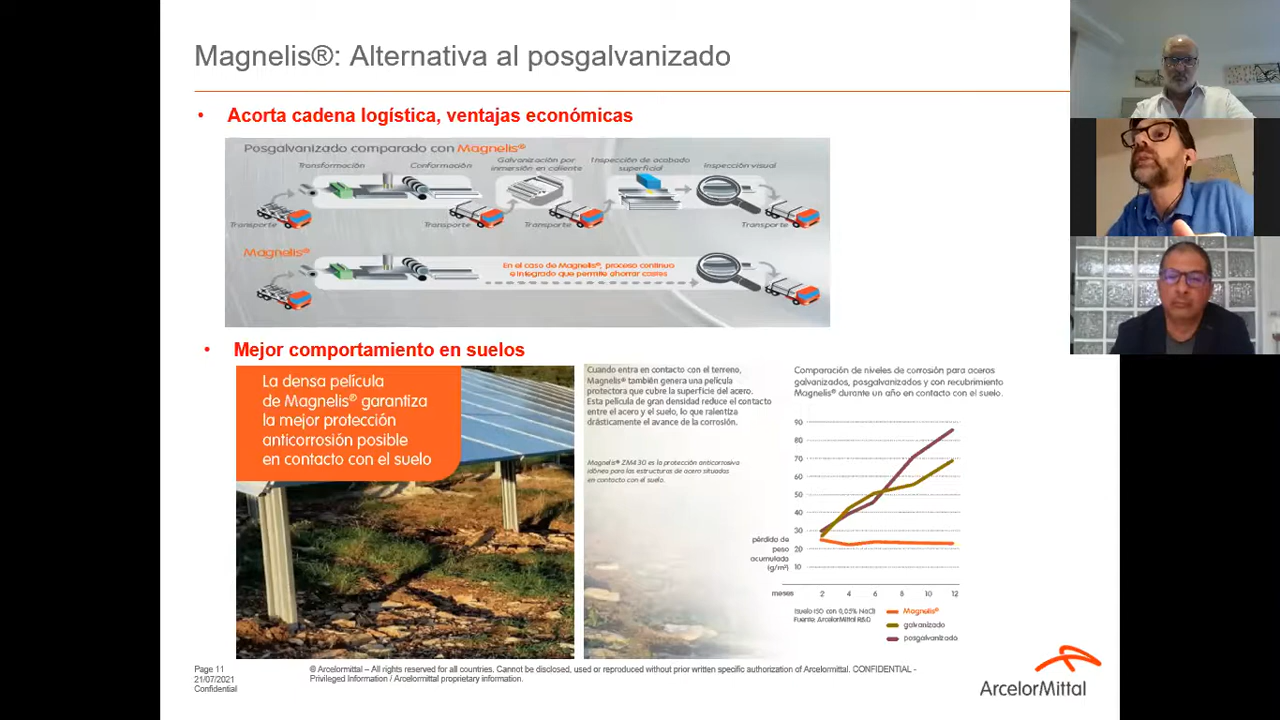 Magnelis®: Alternativa al posgalvanizado
• Acorta cadena logística, ventajas económicas
Posgalvanizado comparado con Magnelis®
Transformación
Conformación
Galvanización por
inmersión en caliente
Inspección de acabado
superficial
Inspección visual
Transporte
Transporte
Transporte
Transporte
Magnelis®
En el caso de Magnelis®, proceso continuo
e integrado que permite ahorrar costes
• Mejor comportamiento en suelos
La densa película
de Magnelis® garantiza
la mejor protección
anticorrosión posible
en contacto con el suelo
Cuando entra en contacto con el terreno,
Magnelis® también genera una película
protectora que cubre la superficie del acero.
Esta película de gran densidad reduce el contacto
entre el acero y el suelo, lo que ralentiza
drásticamente el avance de la corrosión.
Magnelis® ZM430 es la protección anticorrosiva
idónea para las estructuras de acero situadas
en contacto con el suelo.
Comparación de niveles de corrosión para aceros
galvanizados, posgalvanizados y con recubrimiento
Magnelis® durante un año en contacto con el suelo.
90
80
70
60
50
40
30
20
10
pérdida de
peso
acumulada
(g/m²)
meses 2 4 6 8 10 12
(suelo ISO con 0,05% NaCl)
Fuente: ArcelorMittal R&D
Magnelis®
galvanizado
posgalvanizado
Page 11
21/07/2021
Confidential
© Arcelormittal – All rights reserved for all countries. Cannot be disclosed, used or reproduced without prior written specific authorization of Arcelormittal. CONFIDENTIAL -
Privileged Information / Arcelormittal proprietary information.
ArcelorMittal